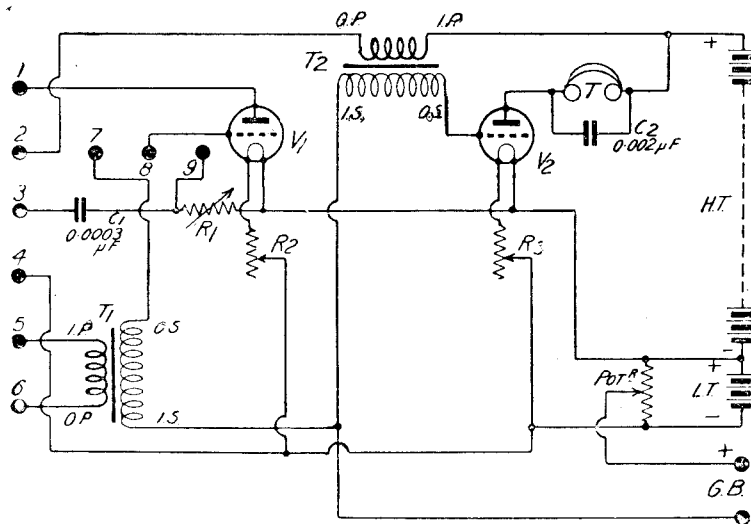 O.P. I.P.
T2
I.S. O.S.
1
2
3
4
5
6
7
8
9
V1
V2
T
C2
0.002µF
H.T.
C1
0.0003
µF
R1
R2
R3
T1
I.P.
O.S.
O.P.
I.S.
+
-
+
POT.R
L.T.
-
+
G.B.
-